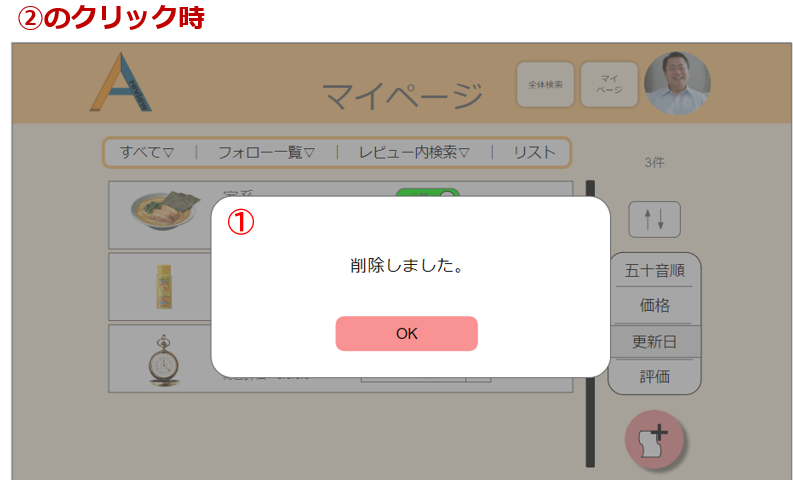 ②のクリック時
review
マイページ
全体検索
マイ
ページ
すべて▽ | フォロー一覧▽ | レビュー内検索▽ | リスト
3件
①
削除しました。
OK
五十音順
価格
更新日
評価